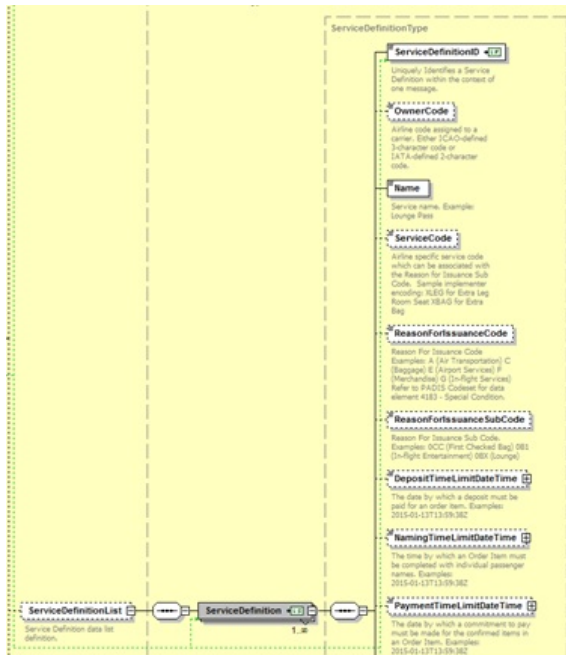 ServiceDefinitionType
ServiceDefinitionID
Uniquely Identifies a Service
Definition within the context of
one message.
OwnerCode
Airline code assigned to a
carrier. Either ICAO-defined
3-character code or
IATA-defined 2-character
code.
Name
Service name. Example:
Lounge Pass
ServiceCode
Airline specific service code
which can be associated with
the Reason for Issuance Sub
Code. Sample implementer
encoding: XLEG for Extra Leg
Room Seat XBAG for Extra
Bag
ReasonForIssuanceCode
Reason For Issuance Code
Examples: A (Air Transportation) C
(Baggage) E (Airport Services) F
(Merchandise) G (In-flight Services)
Refer to PADIS Codeset for data
element 4183 - Special Condition.
ReasonForIssuanceSubCode
Reason For Issuance Sub Code.
Examples: 0CC (First Checked Bag) 0B1
(In-flight Entertainment) 0BX (Lounge)
DepositTimeLimitDateTime
The date by which a deposit must be
paid for an order item. Examples:
2015-01-13T13:59:38Z
NamingTimeLimitDateTime
The time by which an Order Item must
be completed with individual passenger
names. Examples:
2015-01-13T13:59:38Z
ServiceDefinitionList
Service Definition data list
definition.
ServiceDefinition
1..∞
PaymentTimeLimitDateTime
The date by which a commitment to pay
must be made for the confirmed items in
an Order Item. Examples:
2015-01-13T13:59:38Z